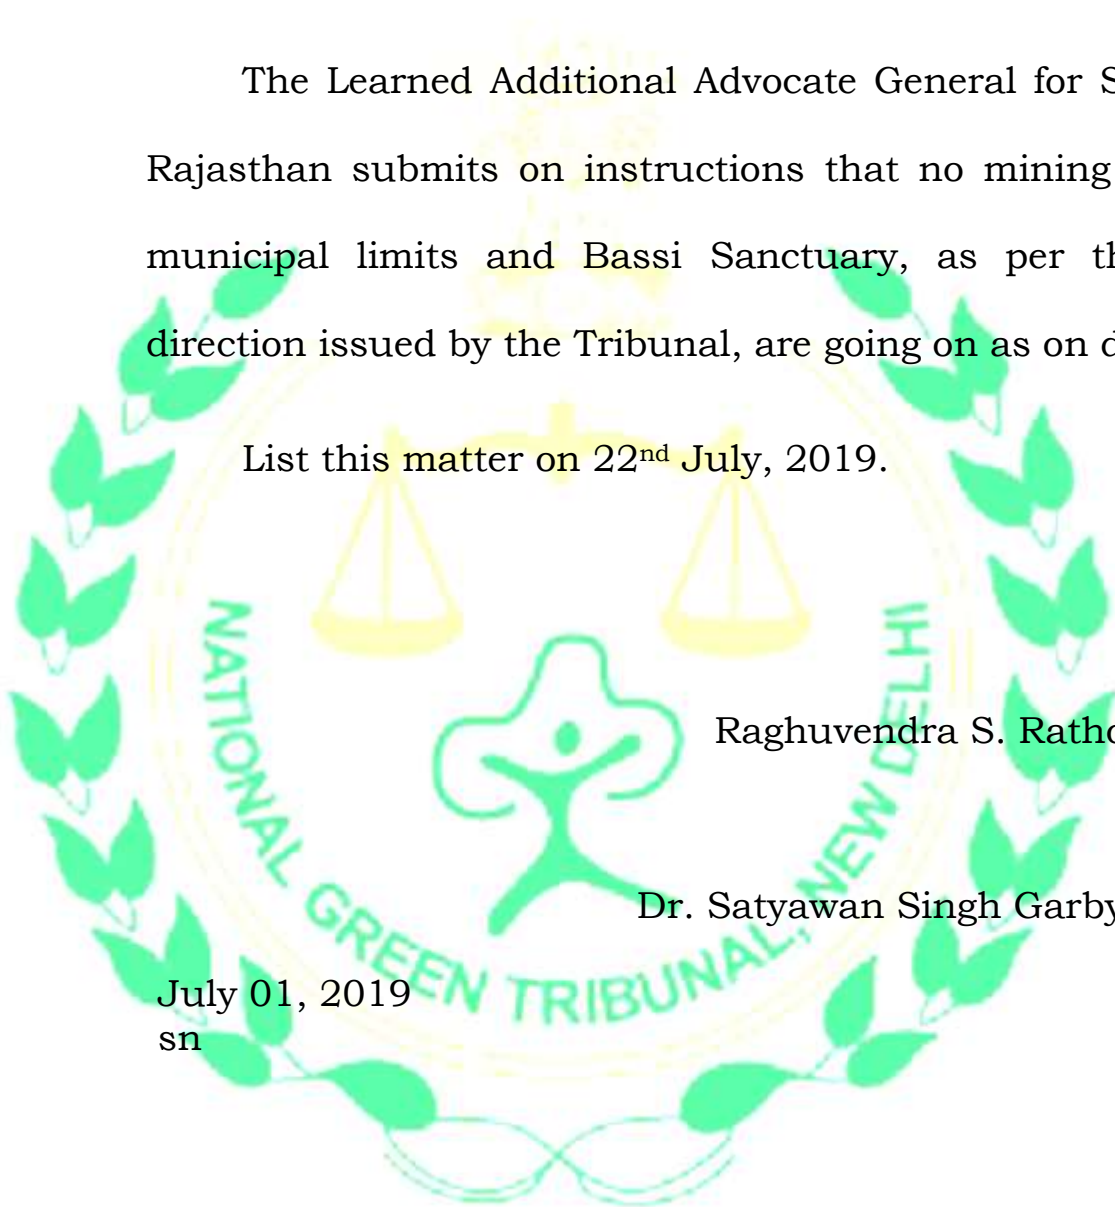 The Learned Additional Advocate General for S
Rajasthan submits on instructions that no mining
municipal limits and Bassi Sanctuary, as per th
direction issued by the Tribunal, are going on as on d
List this matter on 22nd July, 2019.
Raghuvendra S. Ratho
Dr. Satyawan Singh Garby
July 01, 2019
sn
NATIONAL GREEN TRIBUNAL, NEW DELHI